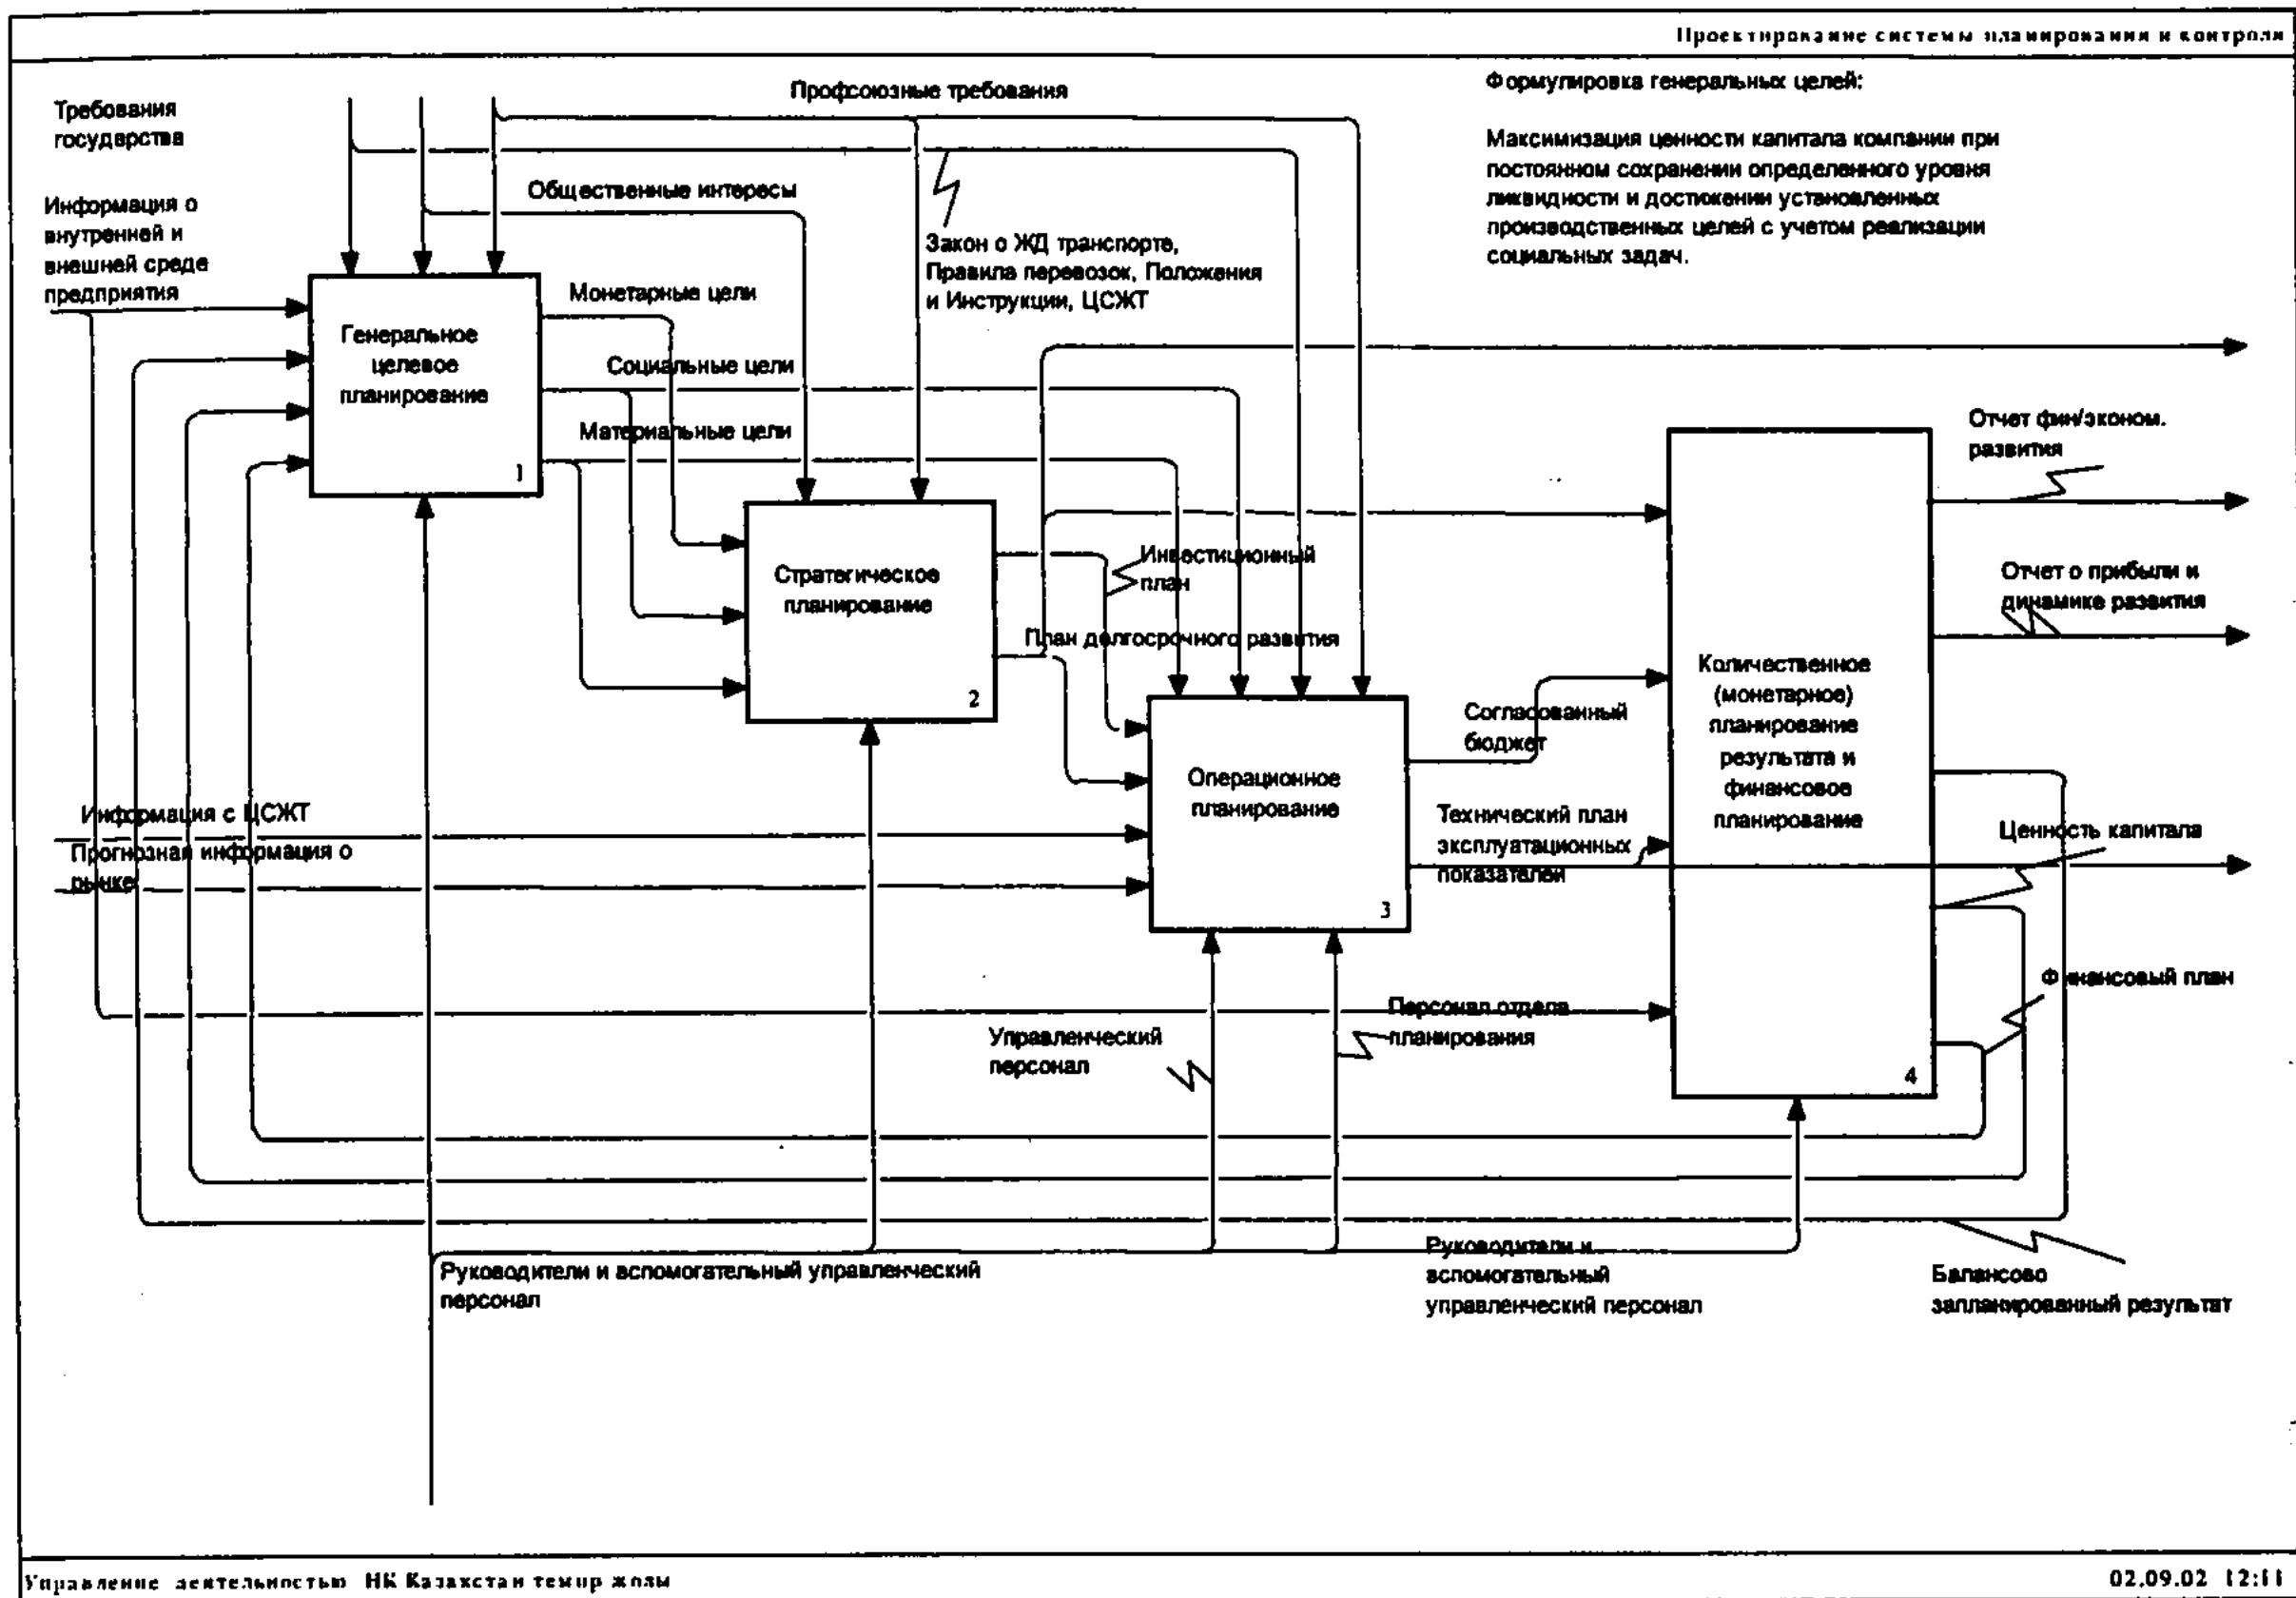 Проектирование системы планирования и контроля
Требования
государства
Информация о
внутренней и
внешней среде
предприятия
Профсоюзные требования
Общественные интересы
Закон о ЖД транспорте,
Правила перевозок, Положения
и Инструкции, ЦСЖТ
Формулировка генеральных целей:
Максимизация ценности капитала компании при
постоянном сохранении определенного уровня
ликвидности и достижении установленных
производственных целей с учетом реализации
социальных задач.
Генеральное
целевое
планирование
1
Монетарные цели
Социальные цели
Материальные цели
Стратегическое
планирование
2
Инвестиционный
план
План долгосрочного развития
Операционное
планирование
3
Согласованный
бюджет
Технический план
эксплуатационных
показателей
Количественное
(монетарное)
планирование
результата и
финансовое
планирование
4
Отчет фин/эконом.
развития
Отчет о прибыли и
динамике развития
Ценность капитала
Финансовый план
Информация с ЦСЖТ
Прогнозная информация о
рынке
Управленческий
персонал
Персонал отдела
планирования
Руководители и вспомогательный управленческий
персонал
Руководители и
вспомогательный
управленческий персонал
Балансово
запланированный результат
Управление деятельностью НК Казахстан темир жолы
02.09.02 12:11